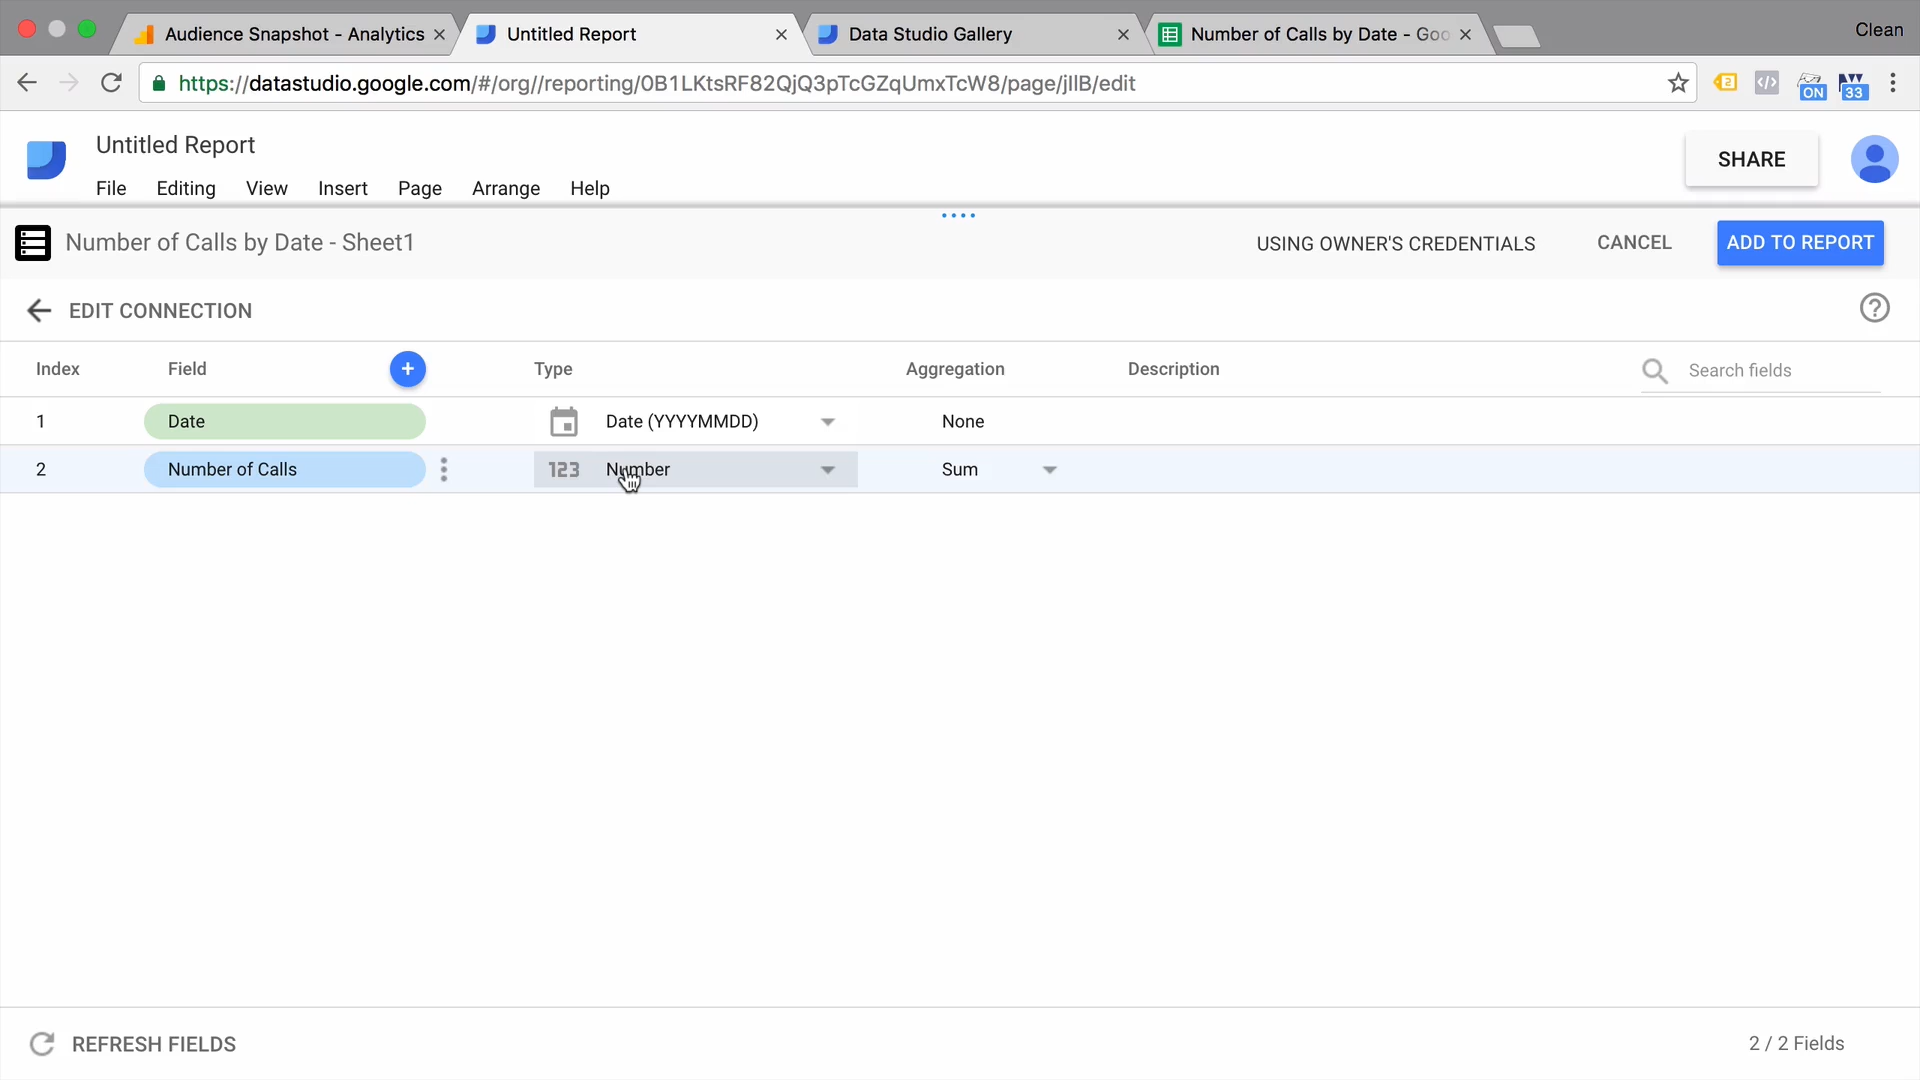 Audience Snapshot - Analytics
Untitled Report
Data Studio Gallery
Number of Calls by Date - Goo
Clean
https://datastudio.google.com/#/org//reporting/0B1LKtsRF82QjQ3pTcGZqUmxTcW8/page/jllB/edit
2
</>
ON
33
Untitled Report
File Editing View Insert Page Arrange Help
SHARE
Number of Calls by Date - Sheet1
USING OWNER'S CREDENTIALS
CANCEL
ADD TO REPORT
EDIT CONNECTION
?
Index Field + Type Aggregation Description Search fields
1 Date Date (YYYYMMDD) None
2 Number of Calls 123 Number Sum
REFRESH FIELDS
2 / 2 Fields